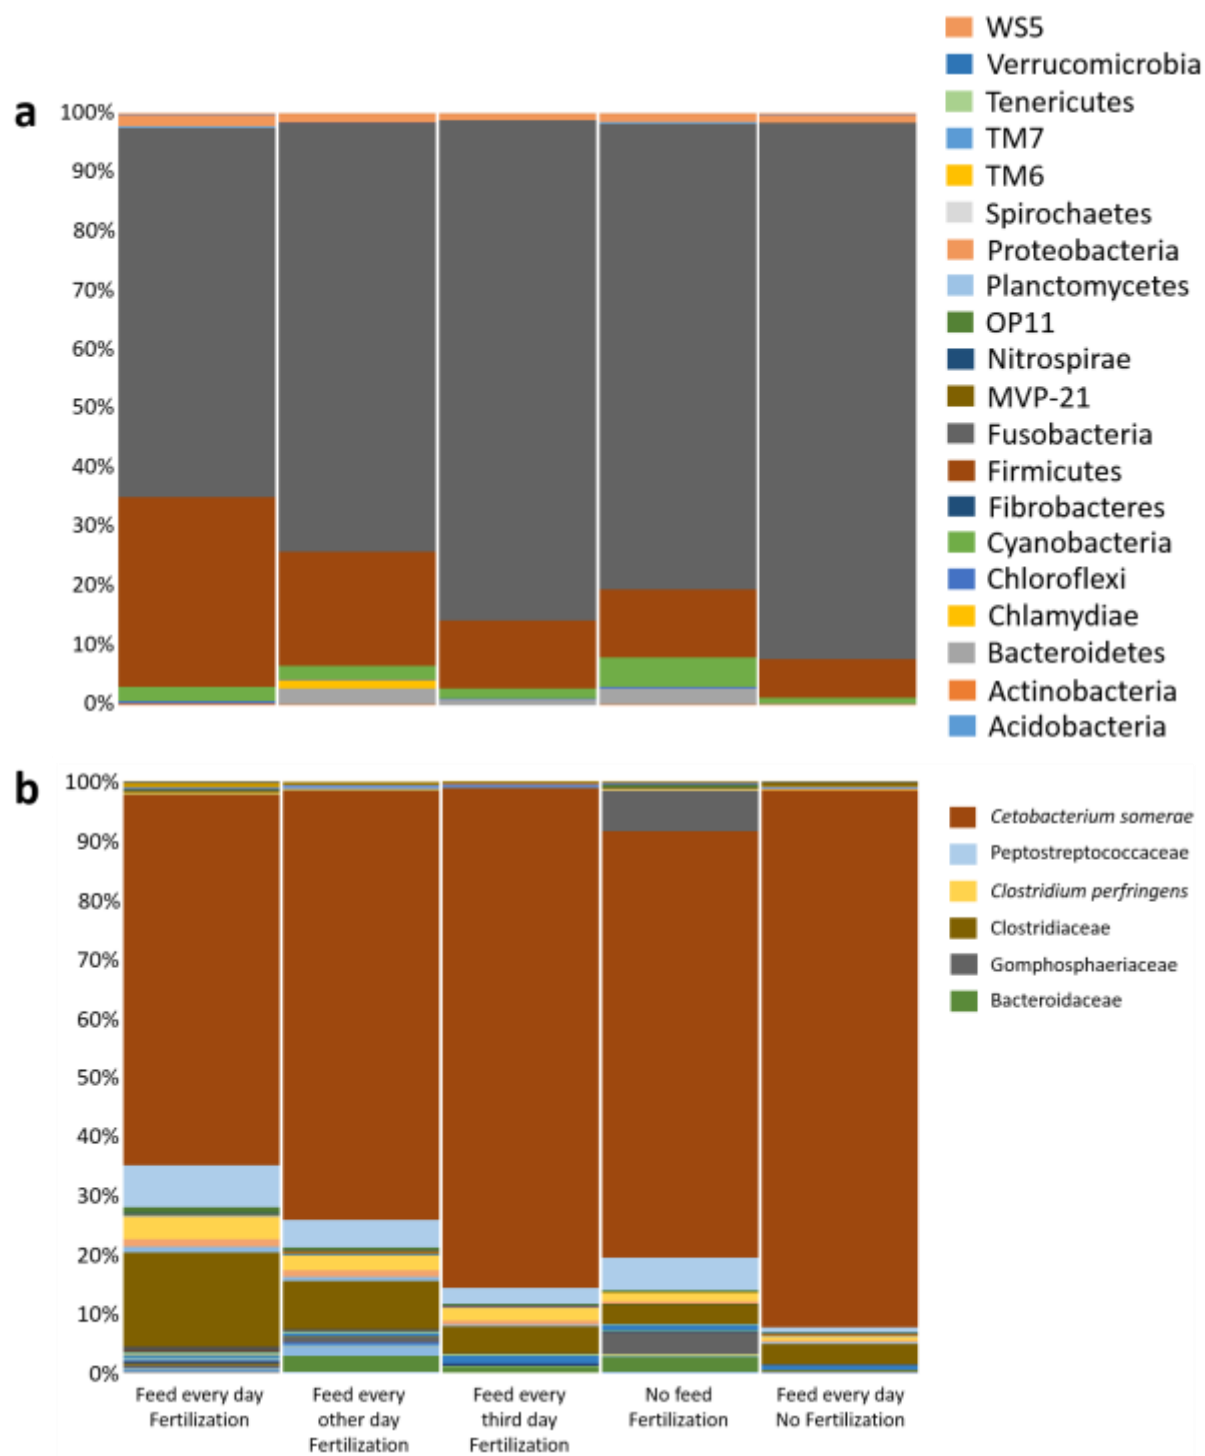 a
100%
90%
80%
70%
60%
50%
40%
30%
20%
10%
0%
WS5
Verrucomicrobia
Tenericutes
TM7
TM6
Spirochaetes
Proteobacteria
Planctomycetes
OP11
Nitrospirae
MVP-21
Fusobacteria
Firmicutes
Fibrobacteres
Cyanobacteria
Chloroflexi
Chlamydiae
Bacteroidetes
Actinobacteria
Acidobacteria
b
100%
90%
80%
70%
60%
50%
40%
30%
20%
10%
0%
Cetobacterium somerae
Peptostreptococcaceae
Clostridium perfringens
Clostridiaceae
Gomphosphaeriaceae
Bacteroidaceae
Feed every day
Fertilization
Feed every
other day
Fertilization
Feed every
third day
Fertilization
No feed
Fertilization
Feed every day
No Fertilization